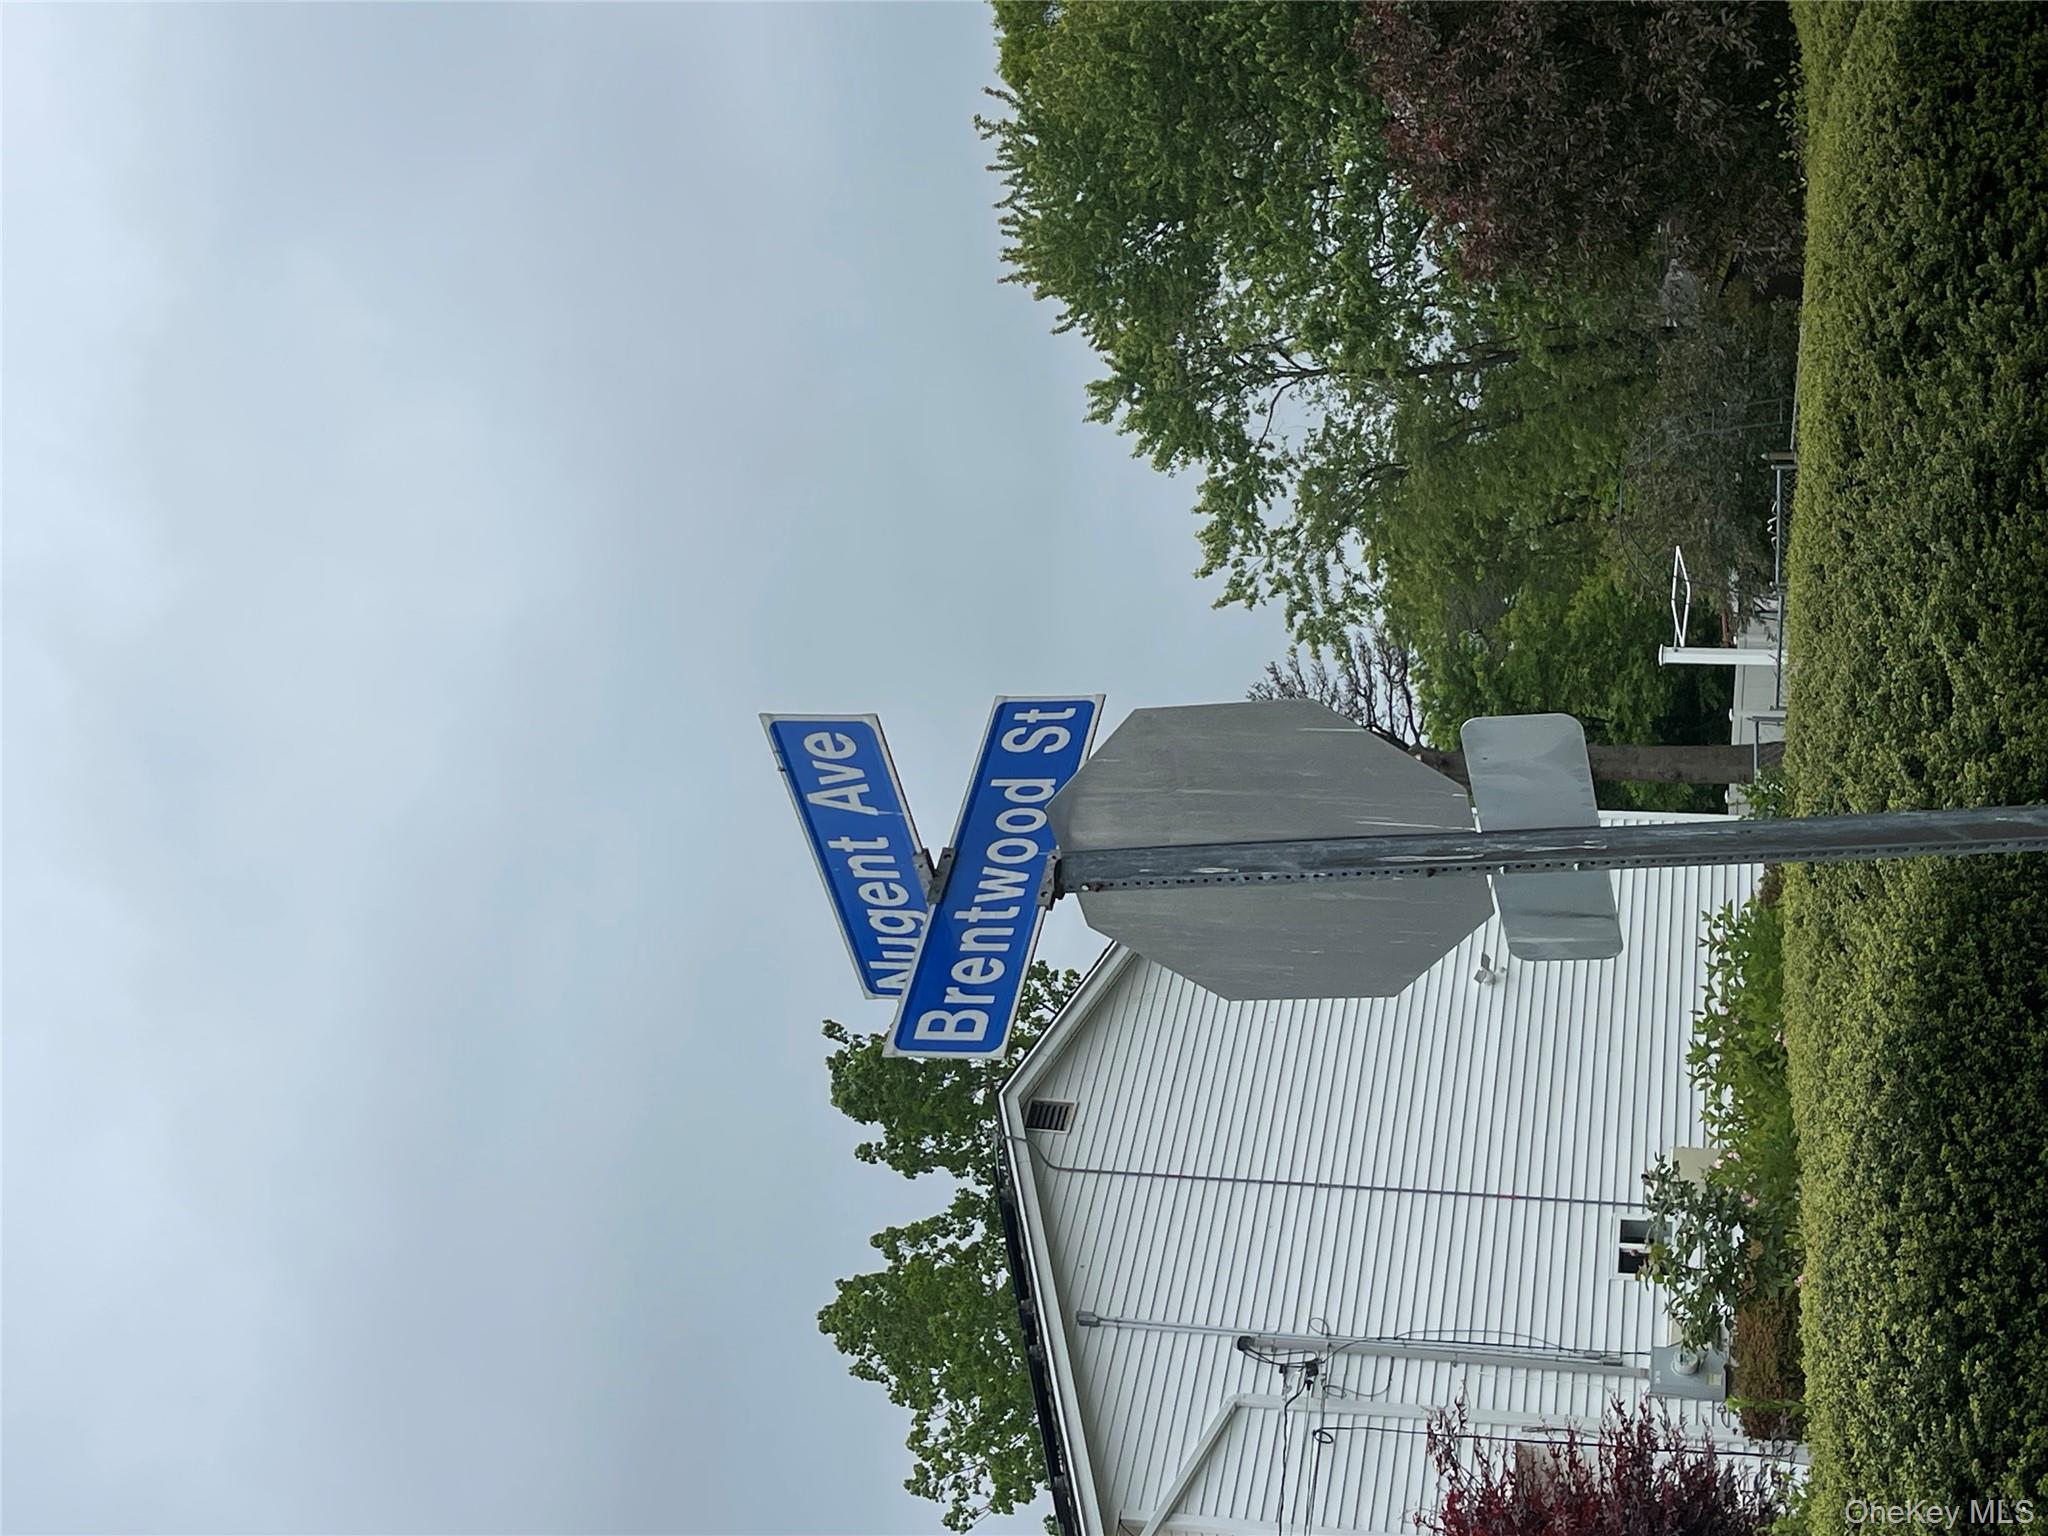 Nugent Ave
Brentwood St
OneKey MLS